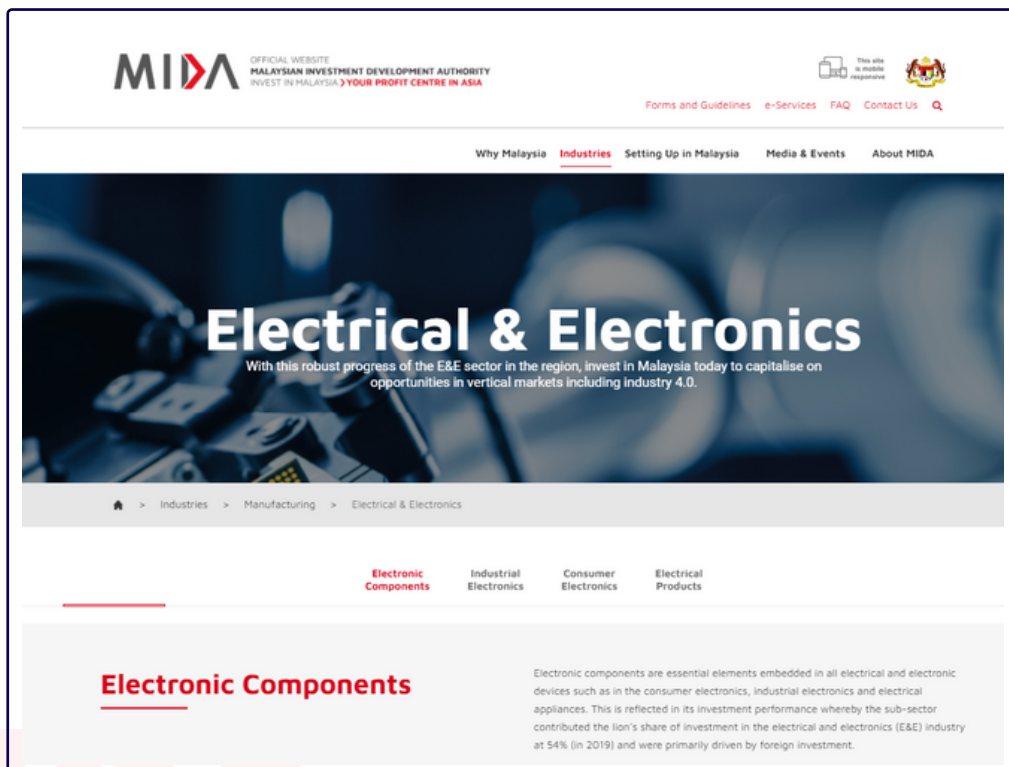 MIDA
OFFICIAL WEBSITE
MALAYSIAN INVESTMENT DEVELOPMENT AUTHORITY
INVEST IN MALAYSIA > YOUR PROFIT CENTRE IN ASIA
This site
is mobile
responsive
Forms and Guidelines e-Services FAQ Contact Us
Why Malaysia Industries Setting Up in Malaysia Media & Events About MIDA
Electrical & Electronics
With this robust progress of the E&E sector in the region, invest in Malaysia today to capitalise on
opportunities in vertical markets including industry 4.0.
> Industries > Manufacturing > Electrical & Electronics
Electronic
Components
Industrial
Electronics
Consumer
Electronics
Electrical
Products
Electronic Components
Electronic components are essential elements embedded in all electrical and electronic
devices such as in the consumer electronics, industrial electronics and electrical
appliances. This is reflected in its investment performance whereby the sub-sector
contributed the lion's share of investment in the electrical and electronics (E&E) industry
at 54% (in 2019) and were primarily driven by foreign investment.